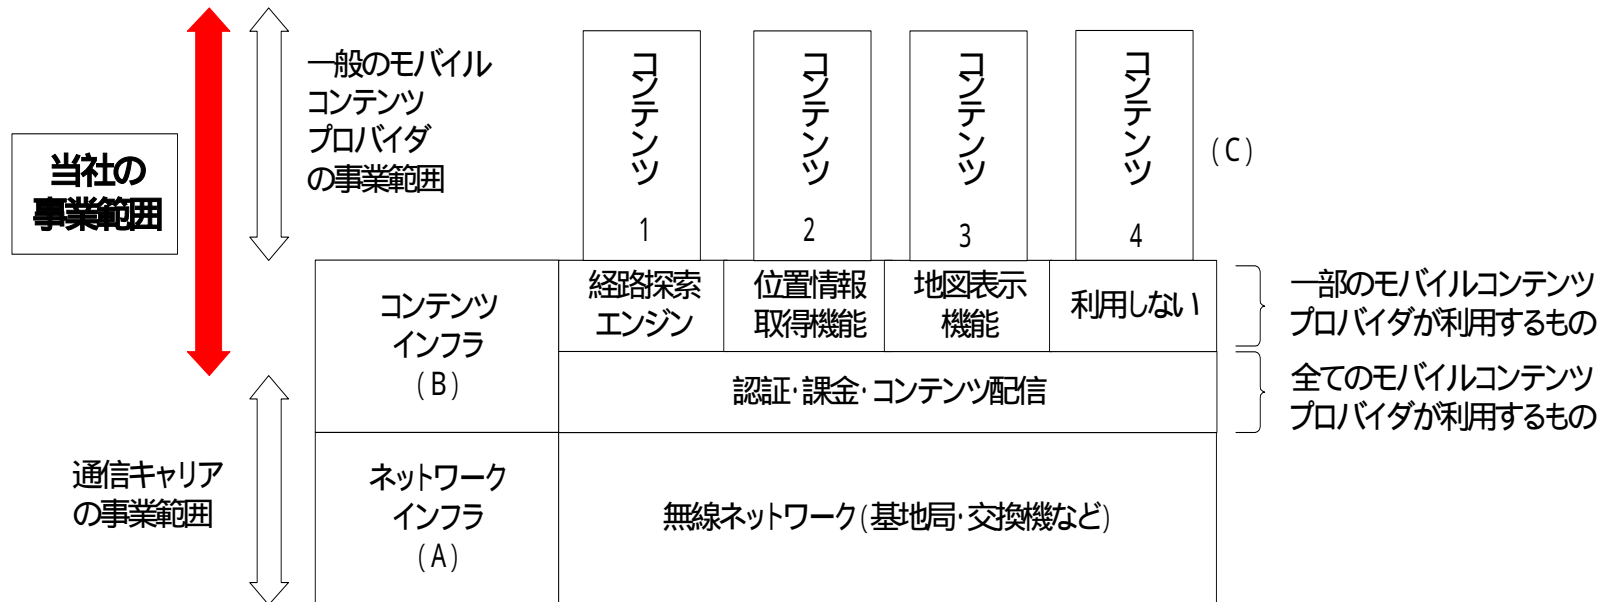 当社の
事業範囲
一般のモバイル
コンテンツ
プロバイダ
の事業範囲
コンテンツ
1
コンテンツ
2
コンテンツ
3
コンテンツ
4
(C)
コンテンツ
インフラ
(B)
経路探索
エンジン
位置情報
取得機能
地図表示
機能
利用しない
一部のモバイルコンテンツ
プロバイダが利用するもの
認証・課金・コンテンツ配信
全てのモバイルコンテンツ
プロバイダが利用するもの
通信キャリア
の事業範囲
ネットワーク
インフラ
(A)
無線ネットワーク(基地局・交換機など)